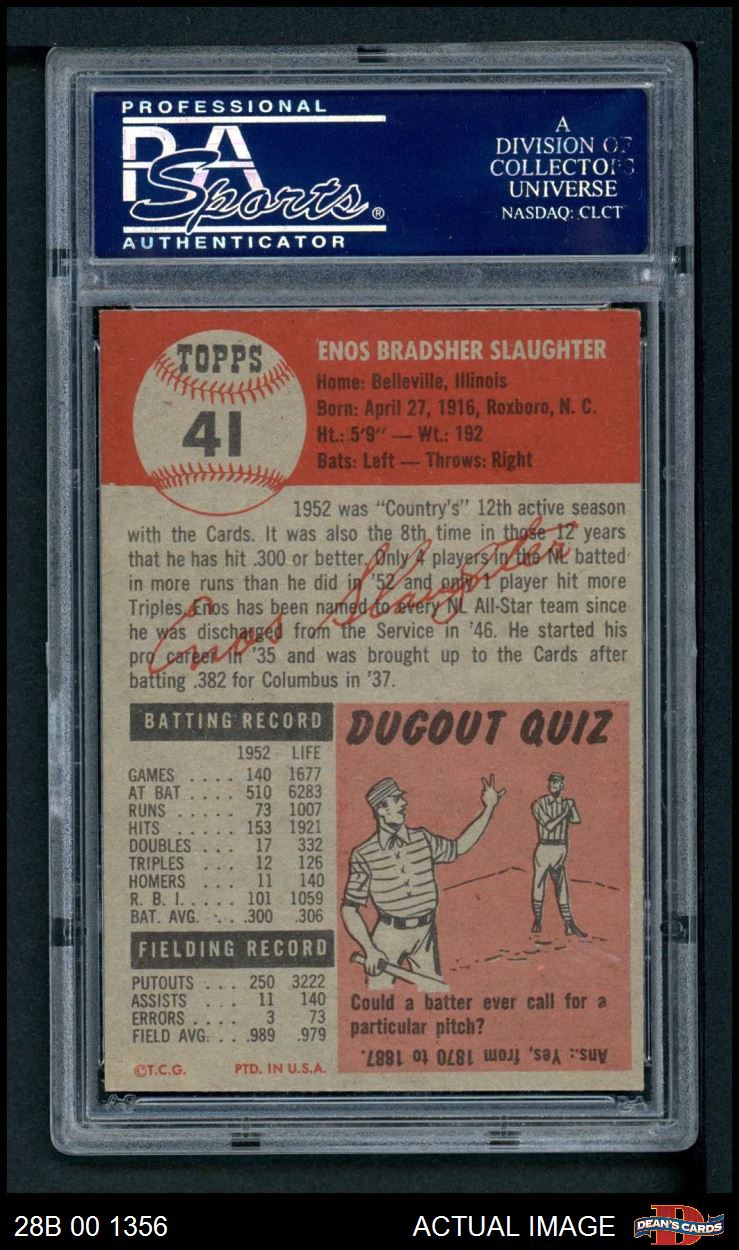 PROFESSIONAL
PSA
Sports®
AUTHENTICATOR
A
DIVISION OF
COLLECTORS
UNIVERSE
NASDAQ: CLCT
TOPPS
41
ENOS BRADSHER SLAUGHTER
Home: Belleville, Illinois
Born: April 27, 1916, Roxboro, N. C.
Ht.: 5'9" — Wt.: 192
Bats: Left — Throws: Right
1952 was "Country's" 12th active season
with the Cards. It was also the 8th time in those 12 years
that he has hit .300 or better. Only 4 players in the NL batted
in more runs than he did in '52 and only 1 player hit more
Triples. Enos has been named to every NL All-Star team since
he was discharged from the Service in '46. He started his
pro career in '35 and was brought up to the Cards after
batting .382 for Columbus in '37.
Enos Slaughter
BATTING RECORD
1952 LIFE
GAMES .... 140 1677
AT BAT .... 510 6283
RUNS .... 73 1007
HITS ..... 153 1921
DOUBLES ... 17 332
TRIPLES ... 12 126
HOMERS ... 11 140
R. B. I. .... 101 1059
BAT. AVG. ... .300 .306
FIELDING RECORD
PUTOUTS ... 250 3222
ASSISTS ... 11 140
ERRORS .... 3 73
FIELD AVG. .. .989 .979
©T.C.G. PTD. IN U.S.A.
DUGOUT QUIZ
Could a batter ever call for a
particular pitch?
Ans.: Yes, from 1870 to 1887.
28B 00 1356
ACTUAL IMAGE
D
DEAN'S CARDS